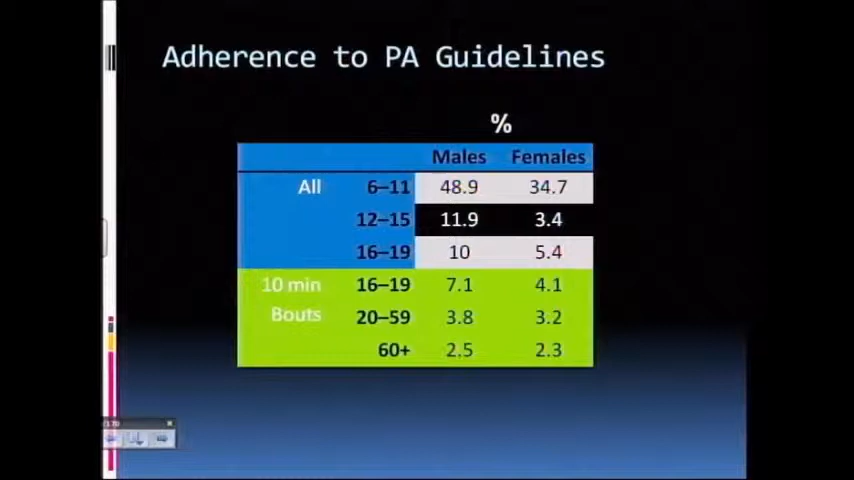 Adherence to PA Guidelines
%
Males Females
All 6–11 48.9 34.7
12–15 11.9 3.4
16–19 10 5.4
10 min 16–19 7.1 4.1
Bouts 20–59 3.8 3.2
60+ 2.5 2.3